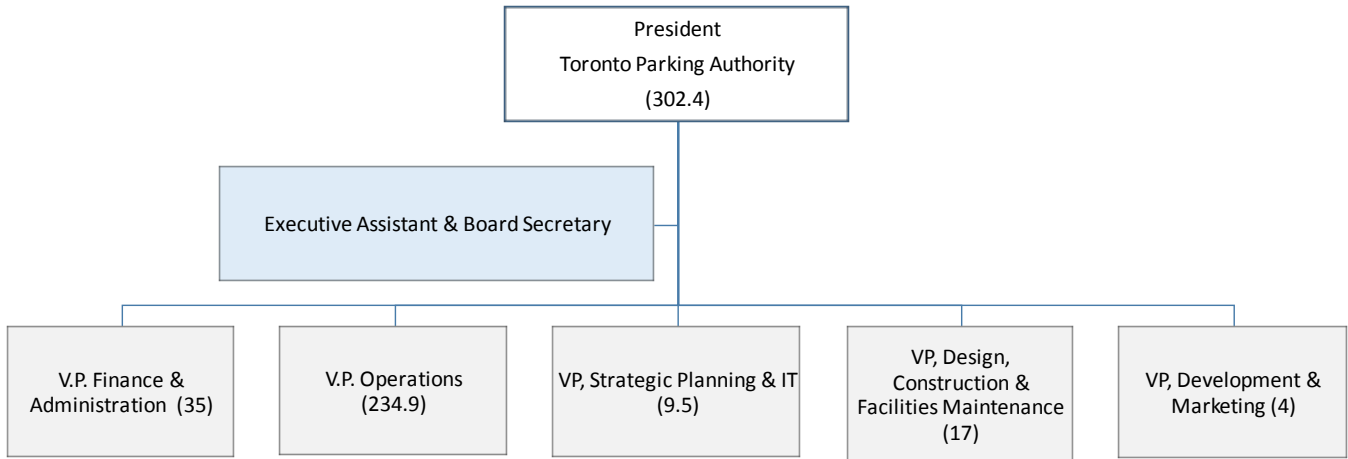 President
Toronto Parking Authority
(302.4)
Executive Assistant & Board Secretary
V.P. Finance &
Administration (35)
V.P. Operations
(234.9)
VP, Strategic Planning & IT
(9.5)
VP, Design,
Construction &
Facilities Maintenance
(17)
VP, Development &
Marketing (4)